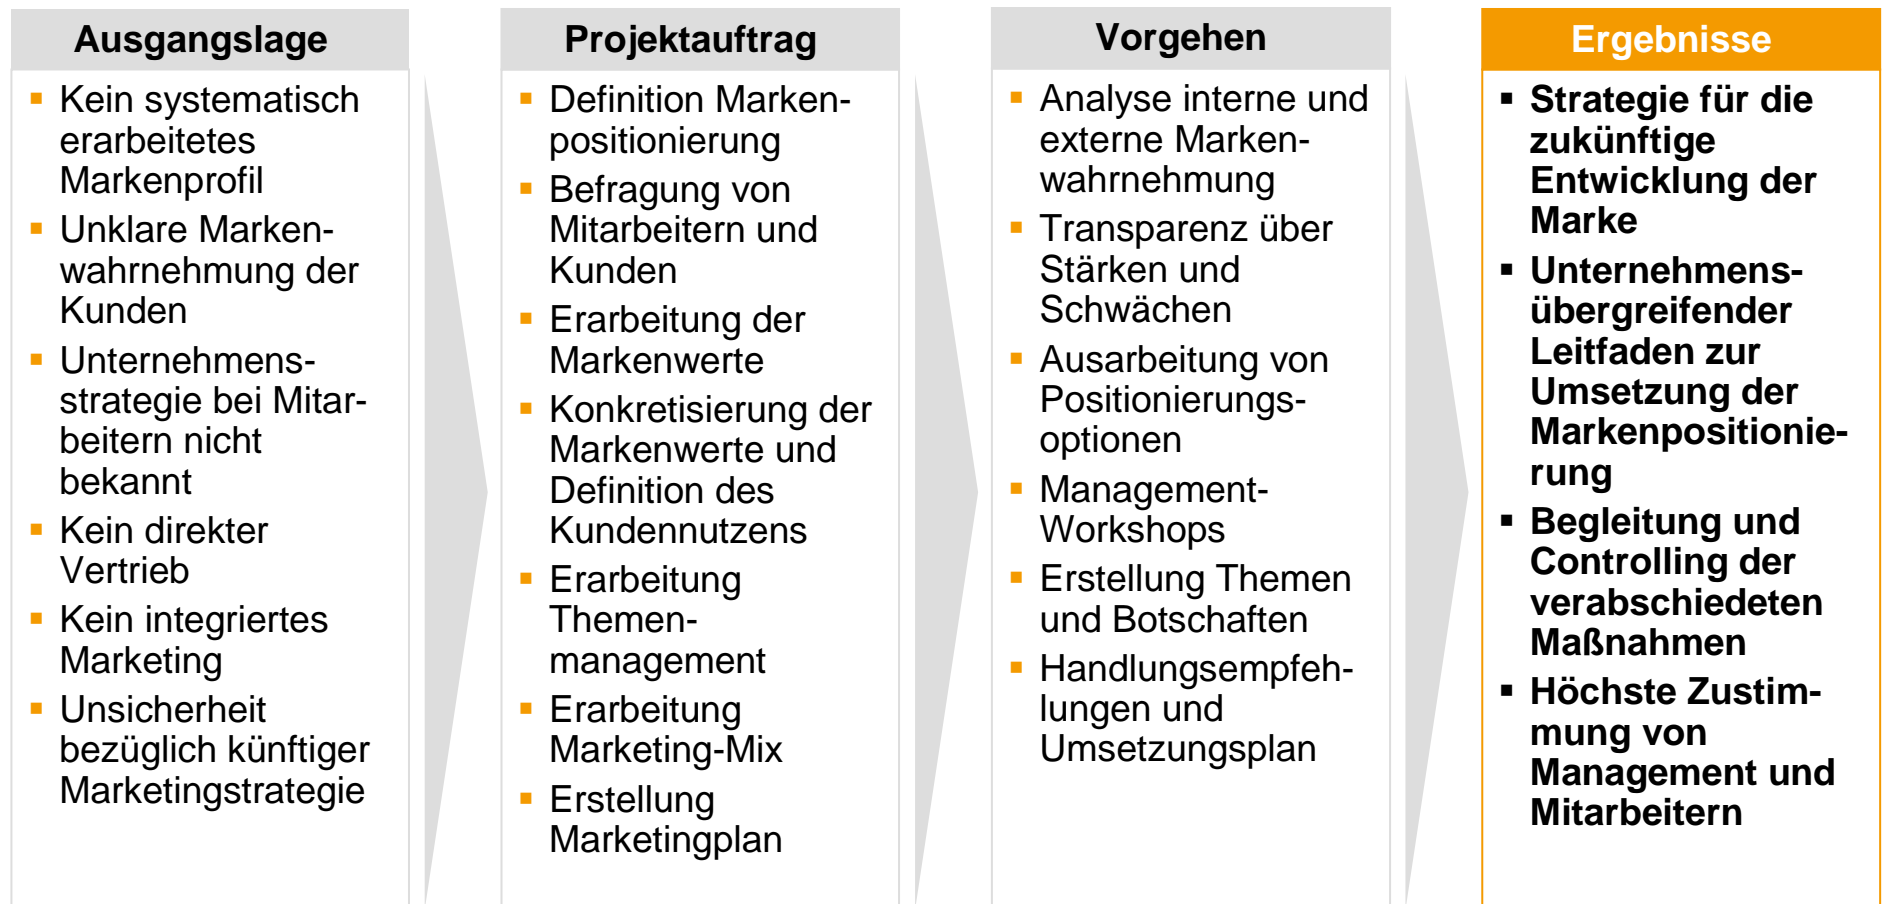 Ausgangslage
Kein systematisch
erarbeitetes
Markenprofil
Unklare Marken-
wahrnehmung der
Kunden
Unternehmens-
strategie bei Mitar-
beitern nicht
bekannt
Kein direkter
Vertrieb
Kein integriertes
Marketing
Unsicherheit
bezüglich künftiger
Marketingstrategie
Projektauftrag
Definition Marken-
positionierung
Befragung von
Mitarbeitern und
Kunden
Erarbeitung der
Markenwerte
Konkretisierung der
Markenwerte und
Definition des
Kundennutzens
Erarbeitung
Themen-
management
Erarbeitung
Marketing-Mix
Erstellung
Marketingplan
Vorgehen
Analyse interne und
externe Marken-
wahrnehmung
Transparenz über
Stärken und
Schwächen
Ausarbeitung von
Positionierungs-
optionen
Management-
Workshops
Erstellung Themen
und Botschaften
Handlungsempfeh-
lungen und
Umsetzungsplan
Ergebnisse
Strategie für die
zukünftige
Entwicklung der
Marke
Unternehmens-
übergreifender
Leitfaden zur
Umsetzung der
Markenpositionie-
rung
Begleitung und
Controlling der
verabschiedeten
Maßnahmen
Höchste Zustim-
mung von
Management und
Mitarbeitern